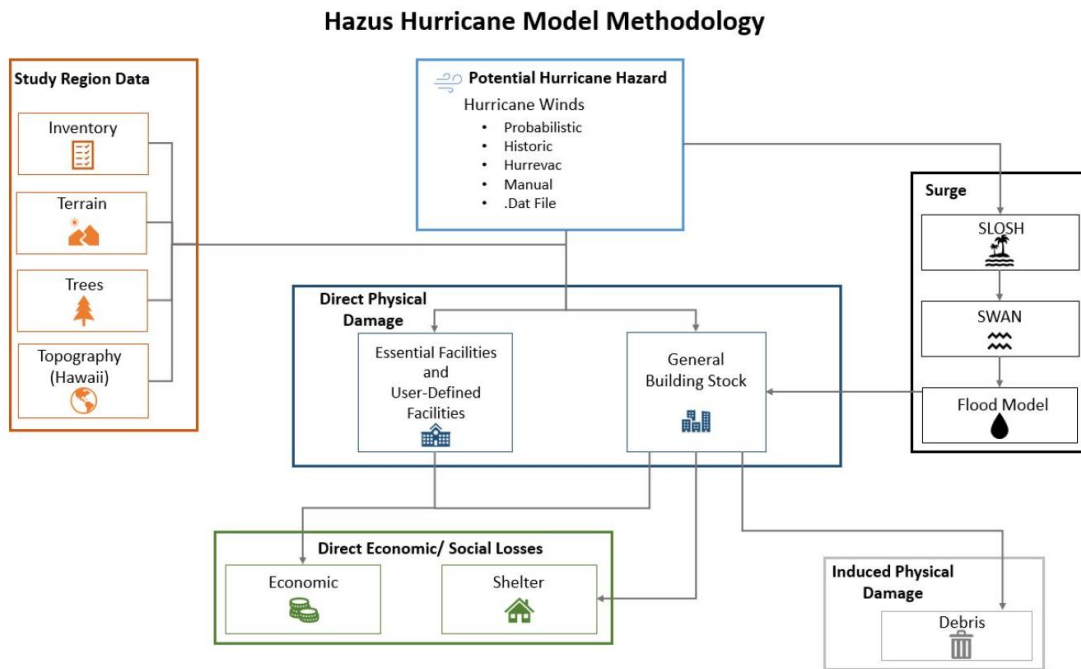 Hazus Hurricane Model Methodology
Study Region Data
Inventory
Terrain
Trees
Topography
(Hawaii)
Potential Hurricane Hazard
Hurricane Winds
• Probabilistic
• Historic
• Hurrevac
• Manual
• .Dat File
Surge
SLOSH
SWAN
Flood Model
Direct Physical
Damage
Essential Facilities
and
User-Defined
Facilities
General
Building Stock
Direct Economic/ Social Losses
Economic
Shelter
Induced Physical
Damage
Debris